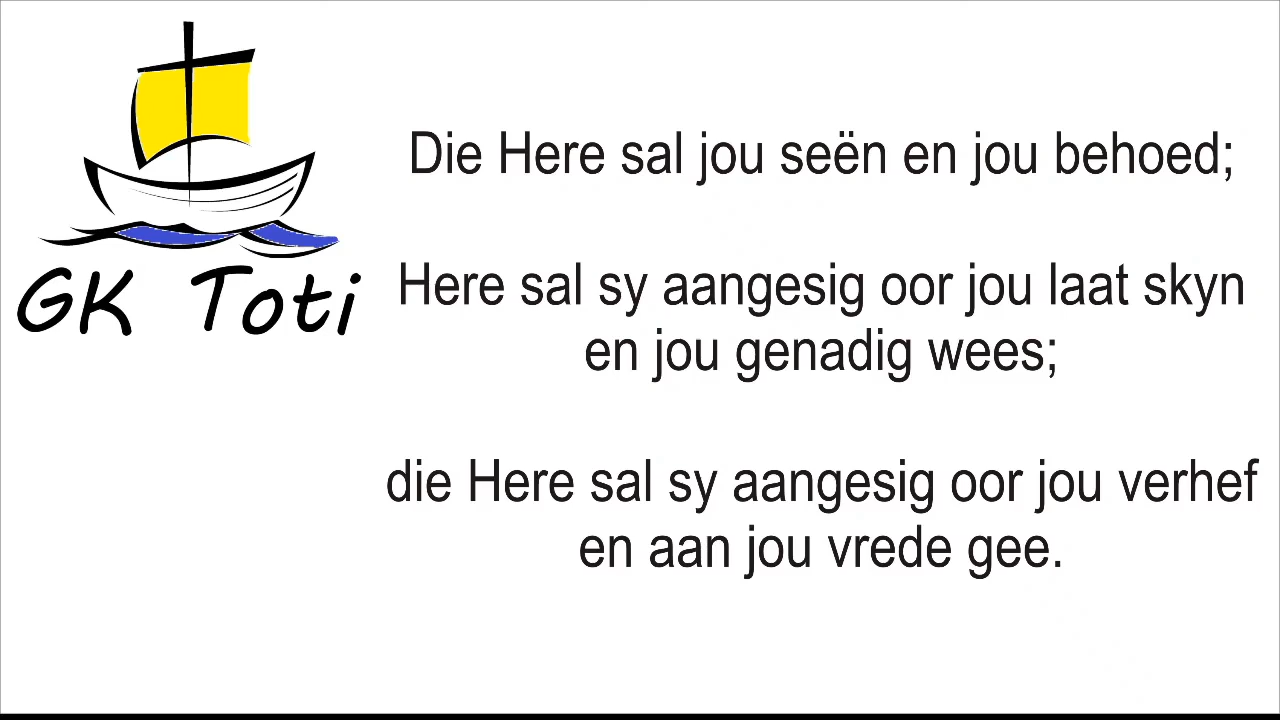 GK Toti
Die Here sal jou seën en jou behoed;
Here sal sy aangesig oor jou laat skyn
en jou genadig wees;
die Here sal sy aangesig oor jou verhef
en aan jou vrede gee.